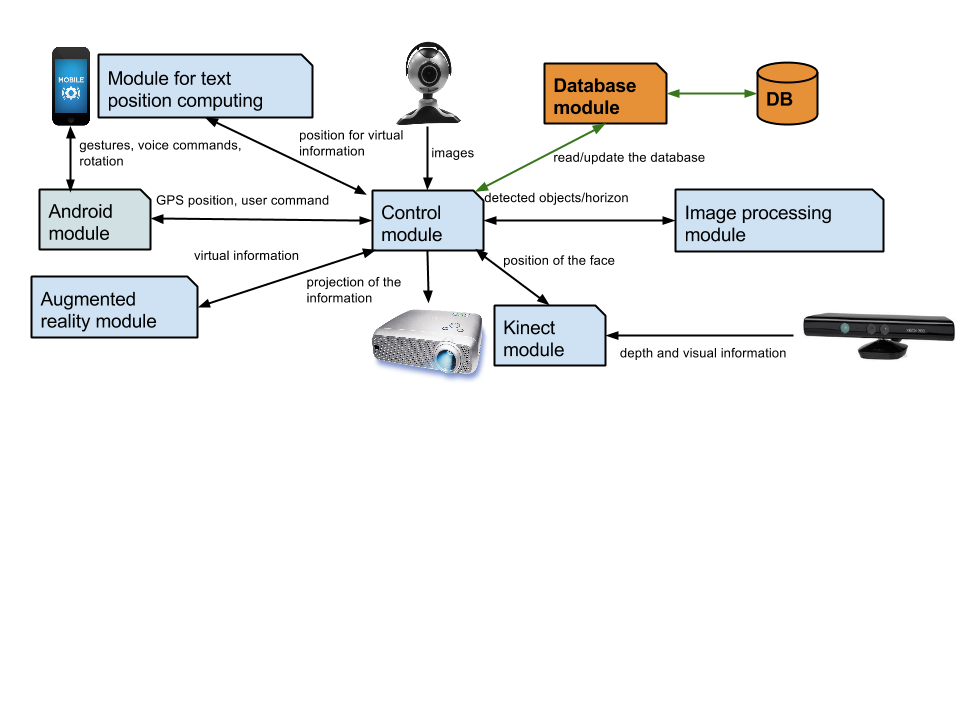 MOBILE
Module for text
position computing
Database
module
DB
gestures, voice commands,
rotation
position for virtual
information
images
read/update the database
Android
module
GPS position, user command
Control
module
detected objects/horizon
Image processing
module
virtual information
position of the face
Augmented
reality module
projection of the
information
Kinect
module
depth and visual information
XBOX 360